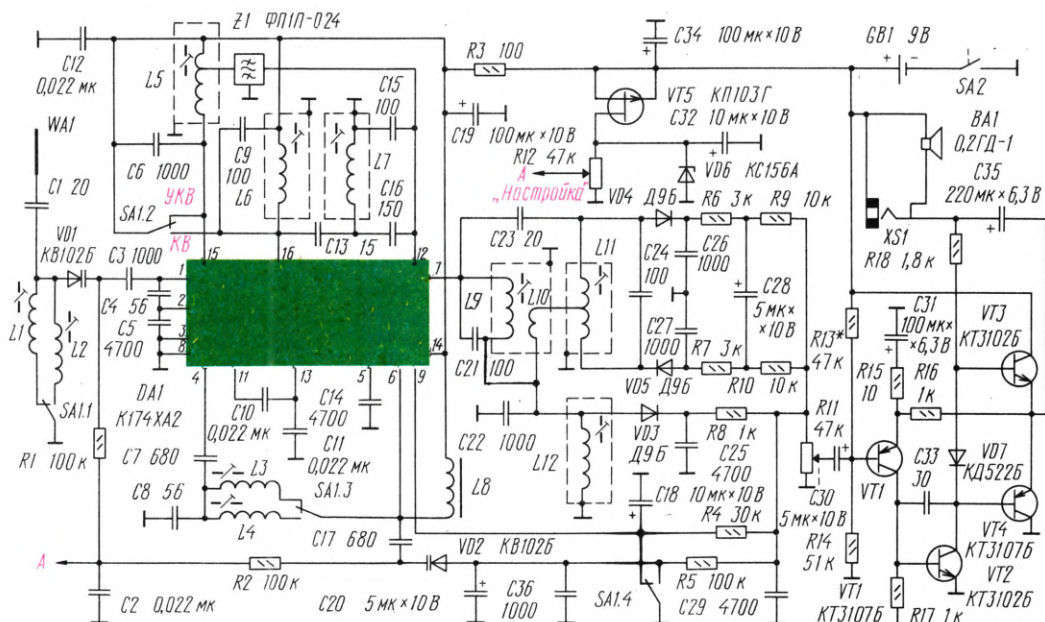 Z1 ФП1П-024
C12
0,022 мк
L5
C15
100
R3 100
C34 100 мк×10 В
GB1 9 В
SA2
WA1
C19
100 мк×10 В
VT5 КП103Г
C32 10 мк×10 В
BA1
0,2ГД-1
C6 1000
C9
100
L6
L7
C16
150
R12 47 к
А
„Настройка"
VD6 КС156А
C35
220 мк×6,3 В
C1 20
УКВ
SA1.2
КВ
VD4 Д9Б
R6 3 к
R9 10 к
XS1
VD1
КВ102Б
C3 1000
C13 15
C23 20
L11
C24
100
C26
1000
R18 1,8 к
15
16
12
1
2
3
8
7
14
4
11
13
5
6
9
C4 56
C5
4700
L9
L10
C28
5 мк×
×10 В
C31
100 мк×
×6,3 В
VT3
КТ3102Б
L1
L2
C21 100
C27
1000
R7 3 к
R13*
47 к
R15
10
R16
1 к
SA1.1
DA1
К174ХА2
C10
0,022 мк
C14
4700
VD5 Д9Б
R10 10 к
R11
47 к
R1 100 к
C7 680
C11
0,022 мк
C22 1000
VD3
Д9Б
R8 1 к
C25
4700
VT1
C33
30
VD7
КД522Б
L3
SA1.3
L8
L12
C18 10 мк×10 В
C30
5 мк×10 В
C8 56
L4
C17 680
R4 30 к
R14
51 к
VT4
КТ3107Б
А
R2 100 к
VD2 КВ102Б
R5 100 к
VT2
КТ3102Б
C2 0,022 мк
C20 5 мк×10 В
C36
1000
SA1.4
C29 4700
VT1
КТ3107Б
R17 1 к